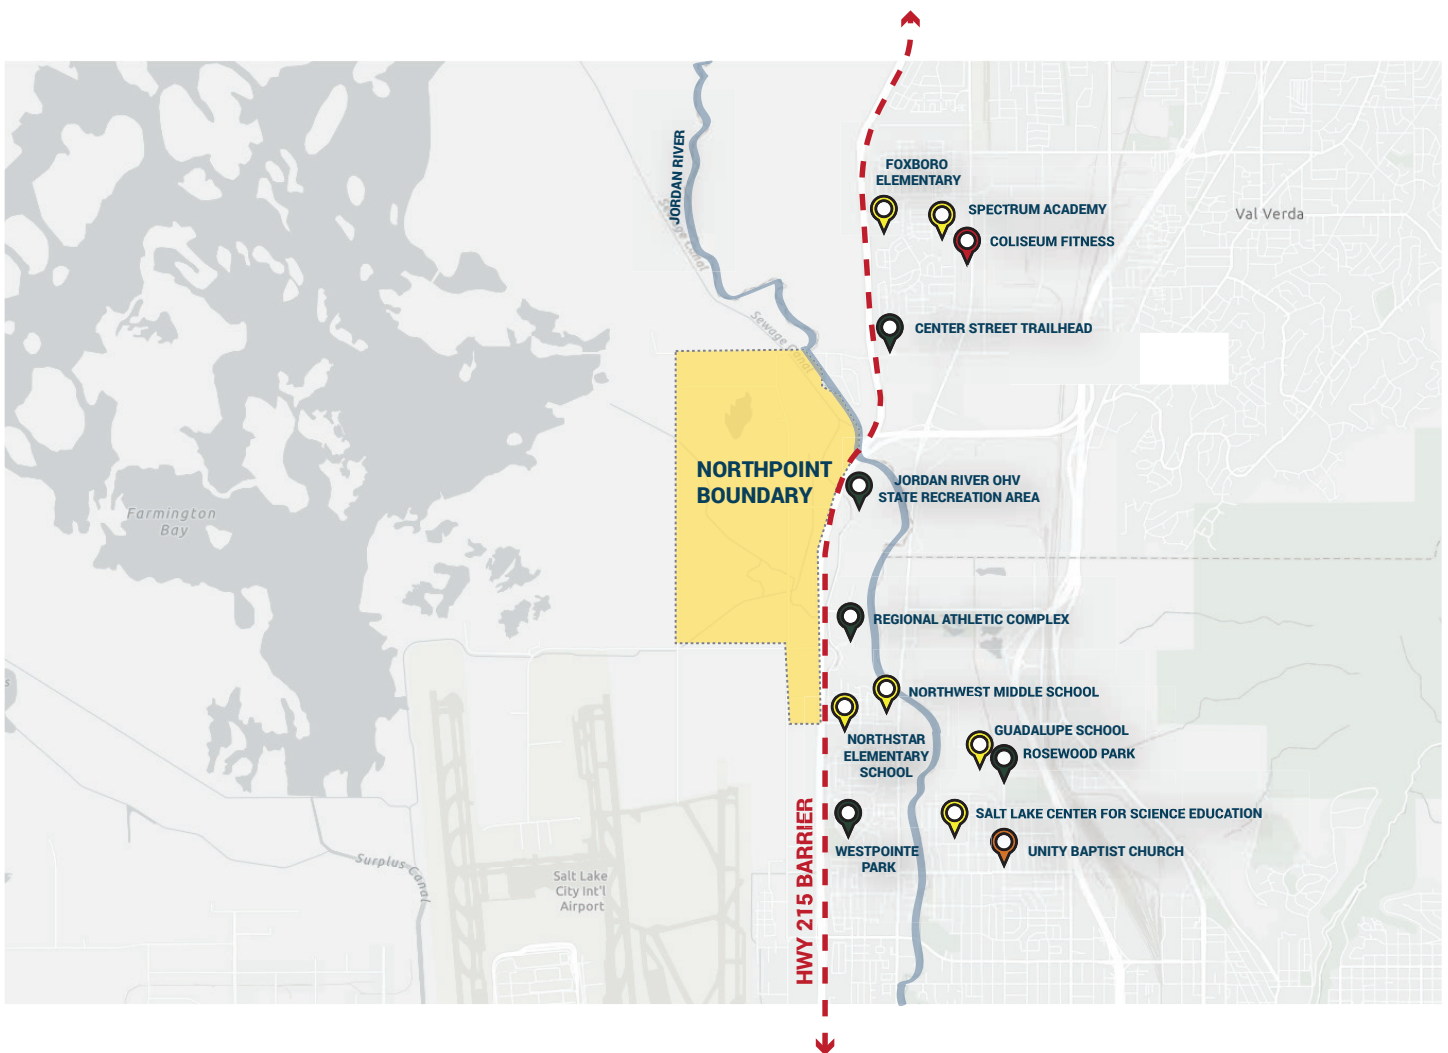 FOXBORO
ELEMENTARY
SPECTRUM ACADEMY
COLISEUM FITNESS
Val Verda
JORDAN RIVER
Sewage Canal
CENTER STREET TRAILHEAD
Sewage Canal
NORTHPOINT
BOUNDARY
JORDAN RIVER OHV
STATE RECREATION AREA
Farmington
Bay
REGIONAL ATHLETIC COMPLEX
NORTHWEST MIDDLE SCHOOL
NORTHSTAR
ELEMENTARY
SCHOOL
GUADALUPE SCHOOL
ROSEWOOD PARK
SALT LAKE CENTER FOR SCIENCE EDUCATION
WESTPOINTE
PARK
UNITY BAPTIST CHURCH
HWY 215 BARRIER
Surplus Canal
Salt Lake
City Int'l
Airport